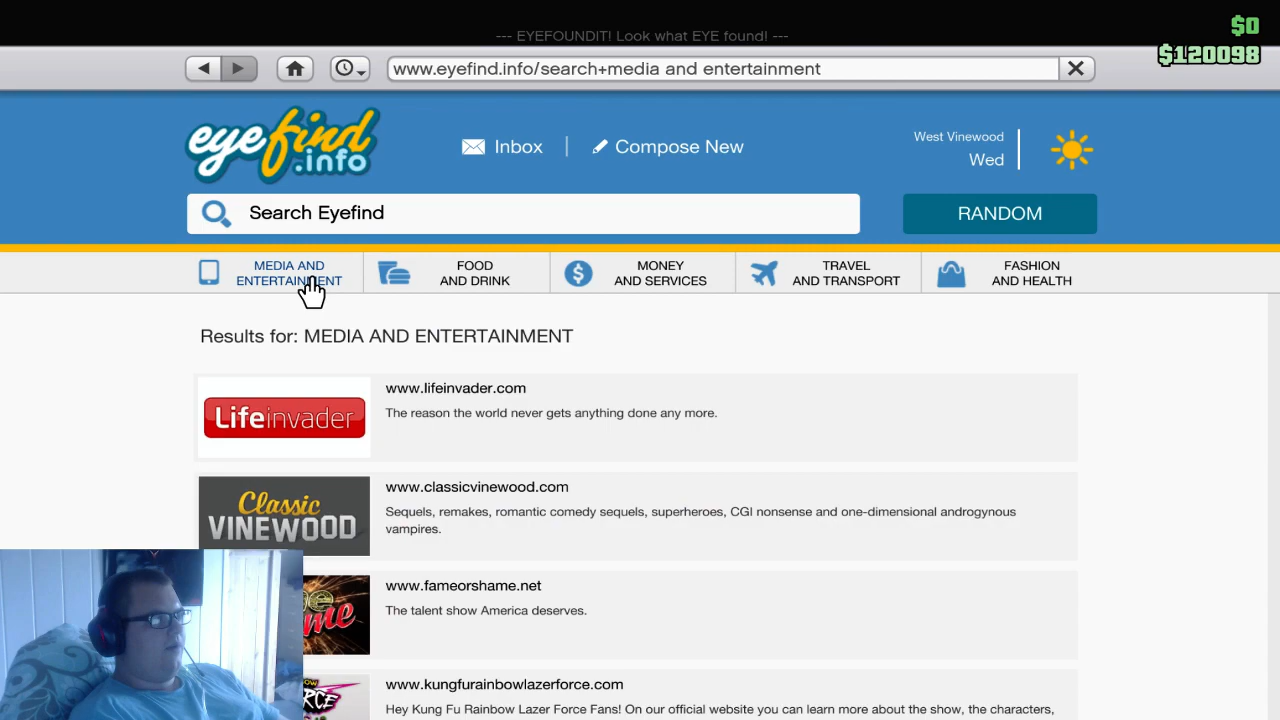 --- EYEFOUNDIT! Look what EYE found! ---
$0
$120098
www.eyefind.info/search+media and entertainment
eyefind
.info
Inbox
Compose New
West Vinewood
Wed
Search Eyefind
RANDOM
MEDIA AND
ENTERTAINMENT
FOOD
AND DRINK
MONEY
AND SERVICES
TRAVEL
AND TRANSPORT
FASHION
AND HEALTH
Results for: MEDIA AND ENTERTAINMENT
Lifeinvader
www.lifeinvader.com
The reason the world never gets anything done any more.
Classic
VINEWOOD
www.classicvinewood.com
Sequels, remakes, romantic comedy sequels, superheroes, CGI nonsense and one-dimensional androgynous
vampires.
www.fameorshame.net
The talent show America deserves.
www.kungfurainbowlazerforce.com
Hey Kung Fu Rainbow Lazer Force Fans! On our official website you can learn more about the show, the characters,